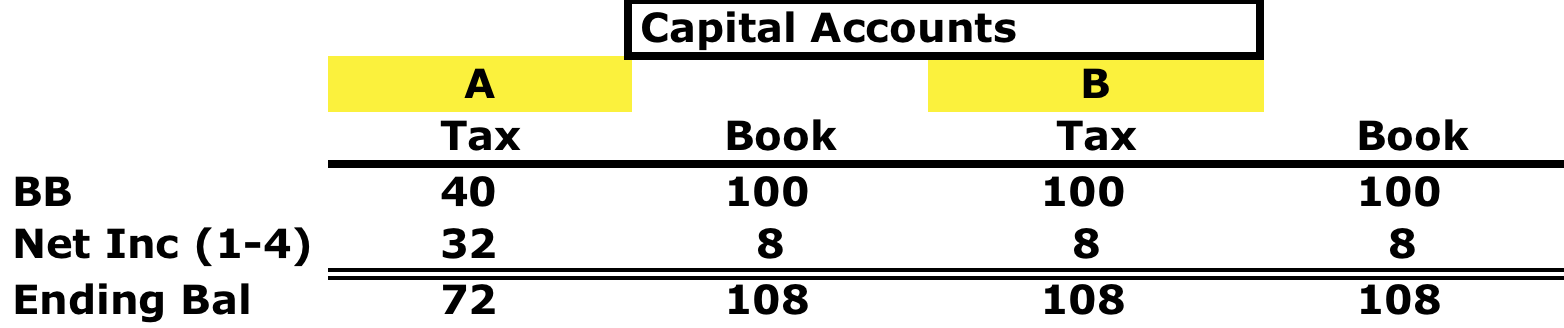 Capital Accounts
A B
Tax Book Tax Book
BB 40 100 100 100
Net Inc (1-4) 32 8 8 8
Ending Bal 72 108 108 108